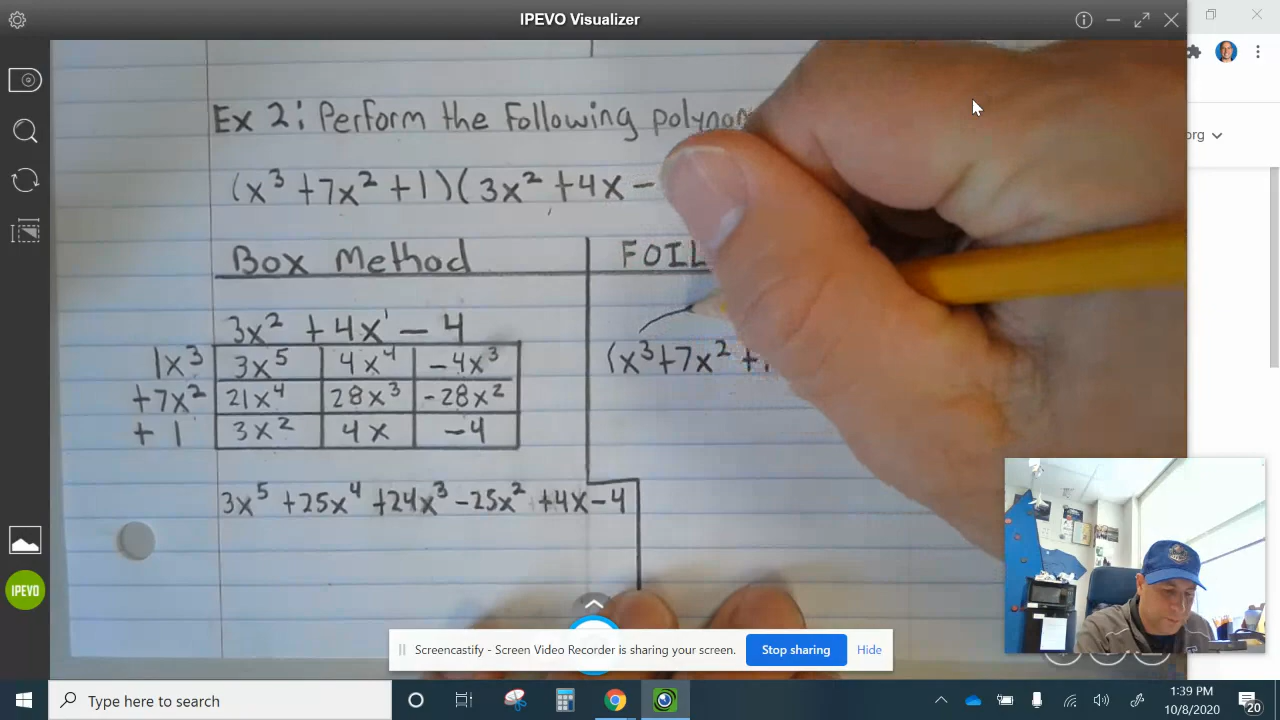 IPEVO Visualizer
Ex 2: Perform the Following polynom
(x³ +7x² +1)(3x² +4x −
org
Box Method
FOIL
3x² +4x¹ − 4
1x³ 3x⁵ 4x⁴ −4x³
+7x² 21x⁴ 28x³ -28x²
+ 1 3x² 4x −4
(x³+7x² +
3x⁵ +25x⁴ +24x³ −25x² +4x−4
IPEVO
Screencastify - Screen Video Recorder is sharing your screen.
Stop sharing
Hide
Type here to search
1:39 PM
10/8/2020
20